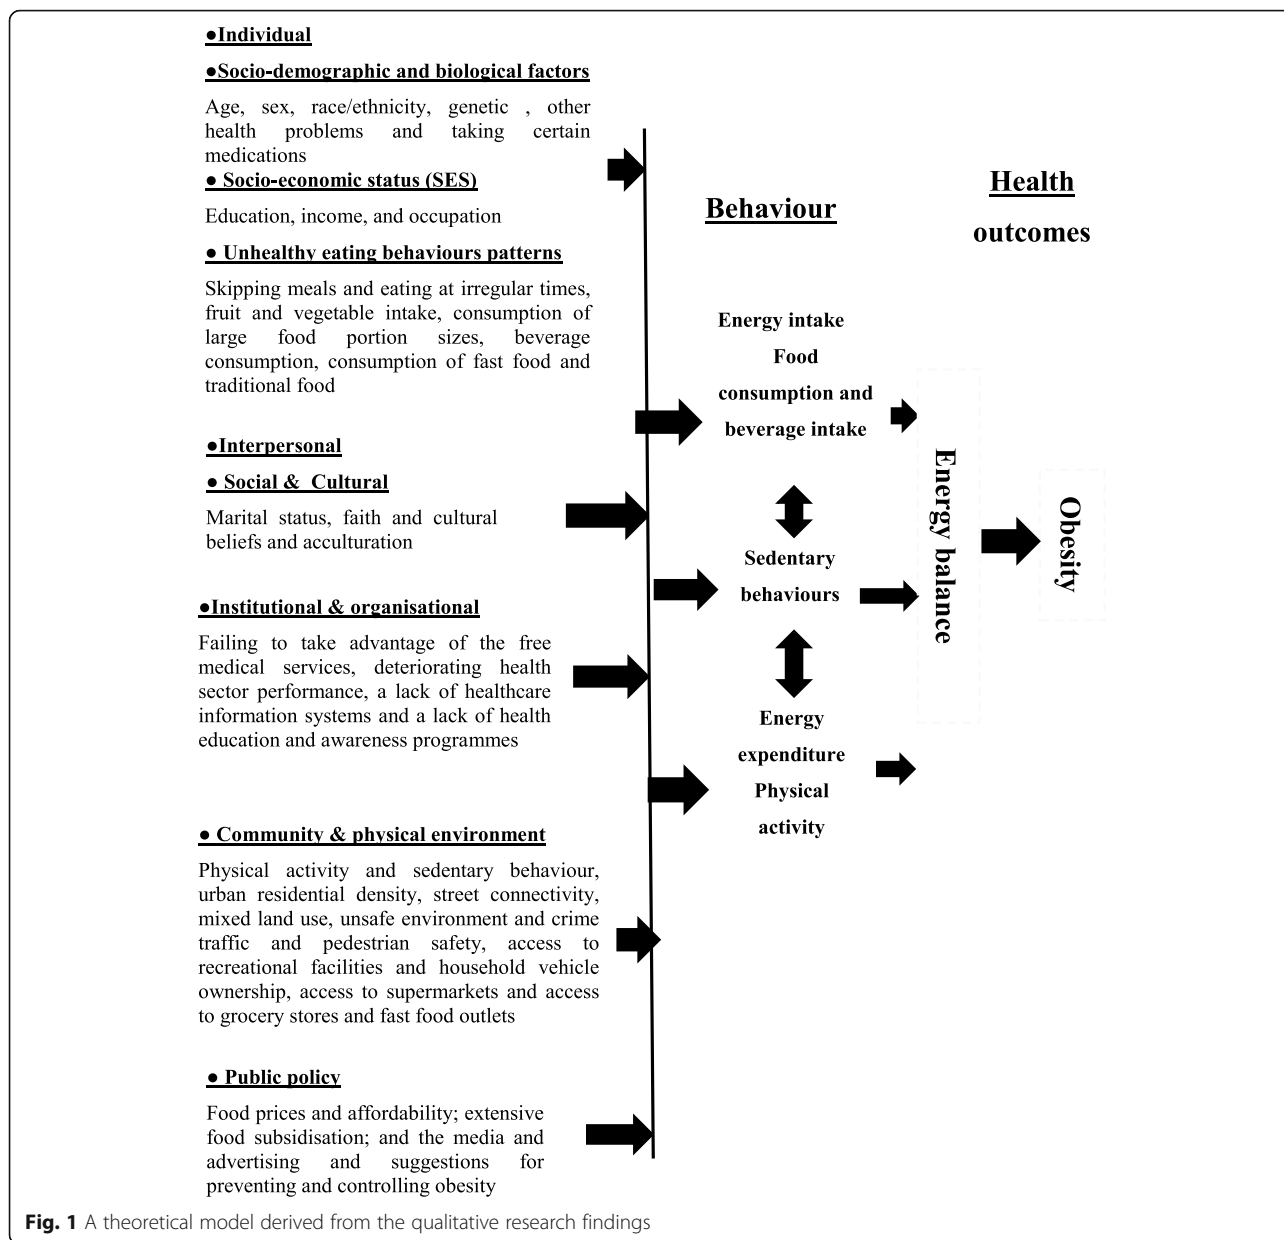 ●Individual
●Socio-demographic and biological factors
Age, sex, race/ethnicity, genetic , other
health problems and taking certain
medications
● Socio-economic status (SES)
Education, income, and occupation
● Unhealthy eating behaviours patterns
Skipping meals and eating at irregular times,
fruit and vegetable intake, consumption of
large food portion sizes, beverage
consumption, consumption of fast food and
traditional food
●Interpersonal
● Social & Cultural
Marital status, faith and cultural
beliefs and acculturation
●Institutional & organisational
Failing to take advantage of the free
medical services, deteriorating health
sector performance, a lack of healthcare
information systems and a lack of health
education and awareness programmes
● Community & physical environment
Physical activity and sedentary behaviour,
urban residential density, street connectivity,
mixed land use, unsafe environment and crime
traffic and pedestrian safety, access to
recreational facilities and household vehicle
ownership, access to supermarkets and access
to grocery stores and fast food outlets
● Public policy
Food prices and affordability; extensive
food subsidisation; and the media and
advertising and suggestions for
preventing and controlling obesity
Behaviour
Energy intake
Food
consumption and
beverage intake
Sedentary
behaviours
Energy
expenditure
Physical
activity
Health
outcomes
Energy balance
Obesity
Fig. 1 A theoretical model derived from the qualitative research findings